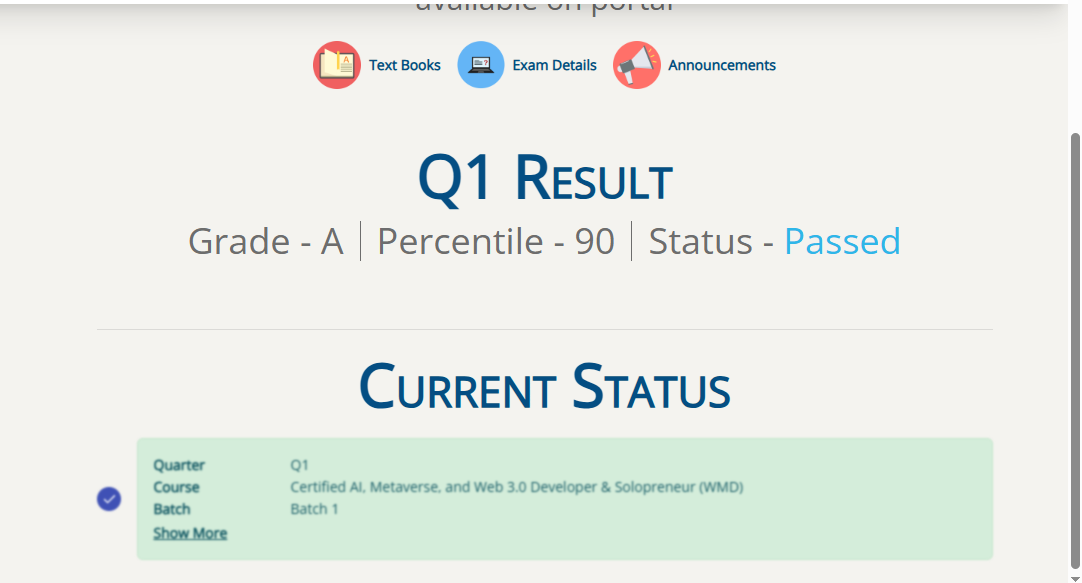 available on portal
Text Books Exam Details Announcements
Q1 Result
Grade - A | Percentile - 90 | Status - Passed
Current Status
Quarter Q1
Course Certified AI, Metaverse, and Web 3.0 Developer & Solopreneur (WMD)
Batch Batch 1
Show More